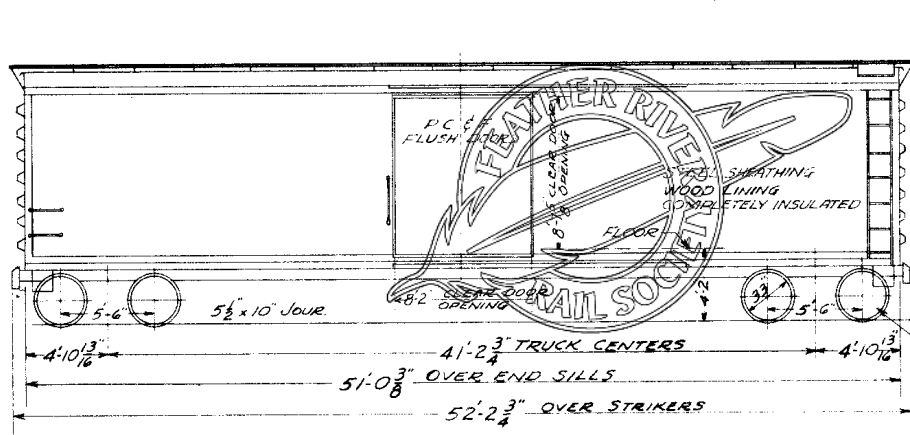 P C & F
FLUSH DOOR
FEATHER RIVER
RAIL SOCIETY
CLEAR DOOR
OPENING
STEEL SHEATHING
WOOD LINING
COMPLETELY INSULATED
FLOOR
4'-2"
8'-2" CLEAR DOOR
OPENING
33"
5'-6"
5½" x 10" JOUR.
5'-6"
4'-10 13/16"
41'-2 3/4" TRUCK CENTERS
4'-10 13/16"
51'-0 3/8" OVER END SILLS
52'-2 3/4" OVER STRIKERS